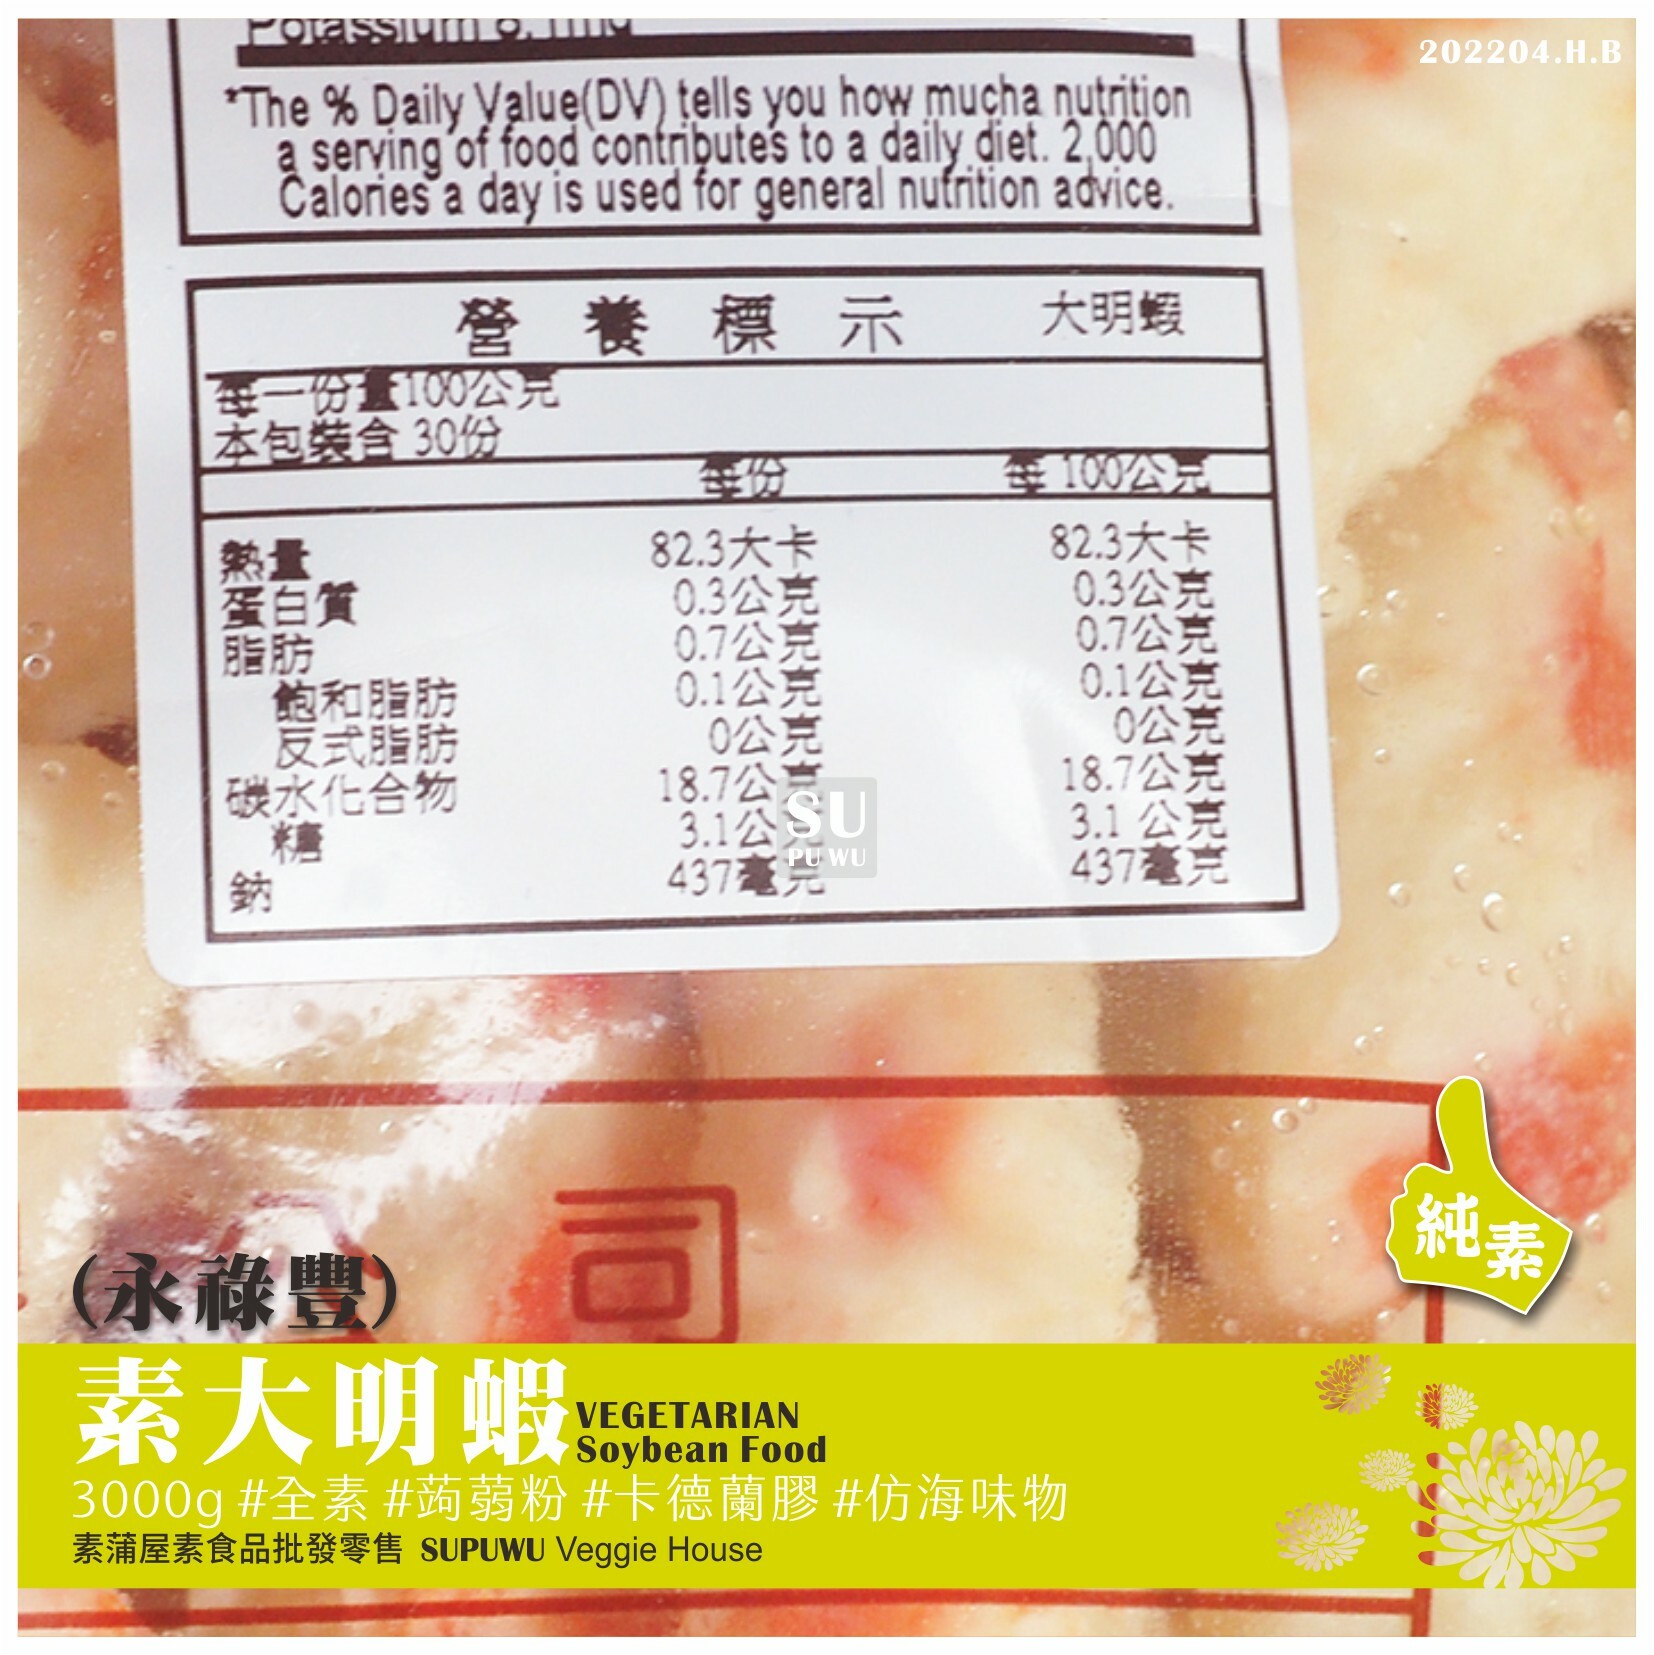 Potassium 8.1mg
202204.H.B
*The % Daily Value(DV) tells you how mucha nutrition
a serving of food contributes to a daily diet. 2,000
Calories a day is used for general nutrition advice.
營養標示 大明蝦
每一份量100公克
本包裝含 30份
每份 每 100公克
熱量 82.3大卡 82.3大卡
蛋白質 0.3公克 0.3公克
脂肪 0.7公克 0.7公克
飽和脂肪 0.1公克 0.1公克
反式脂肪 0公克 0公克
碳水化合物 18.7公克 18.7公克
糖 3.1公克 3.1 公克
鈉 437毫克 437毫克
SU
PU WU
公司
純素
(永祿豐)
素大明蝦 VEGETARIAN
Soybean Food
3000g #全素 #蒟蒻粉 #卡德蘭膠 #仿海味物
素蒲屋素食品批發零售 SUPUWU Veggie House